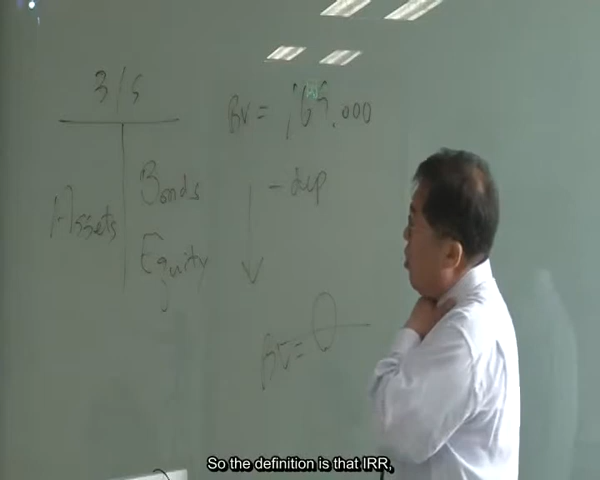 B/S
Assets
Bonds
Equity
BV = 165,000
- dep
BV = 0
So the definition is that IRR,